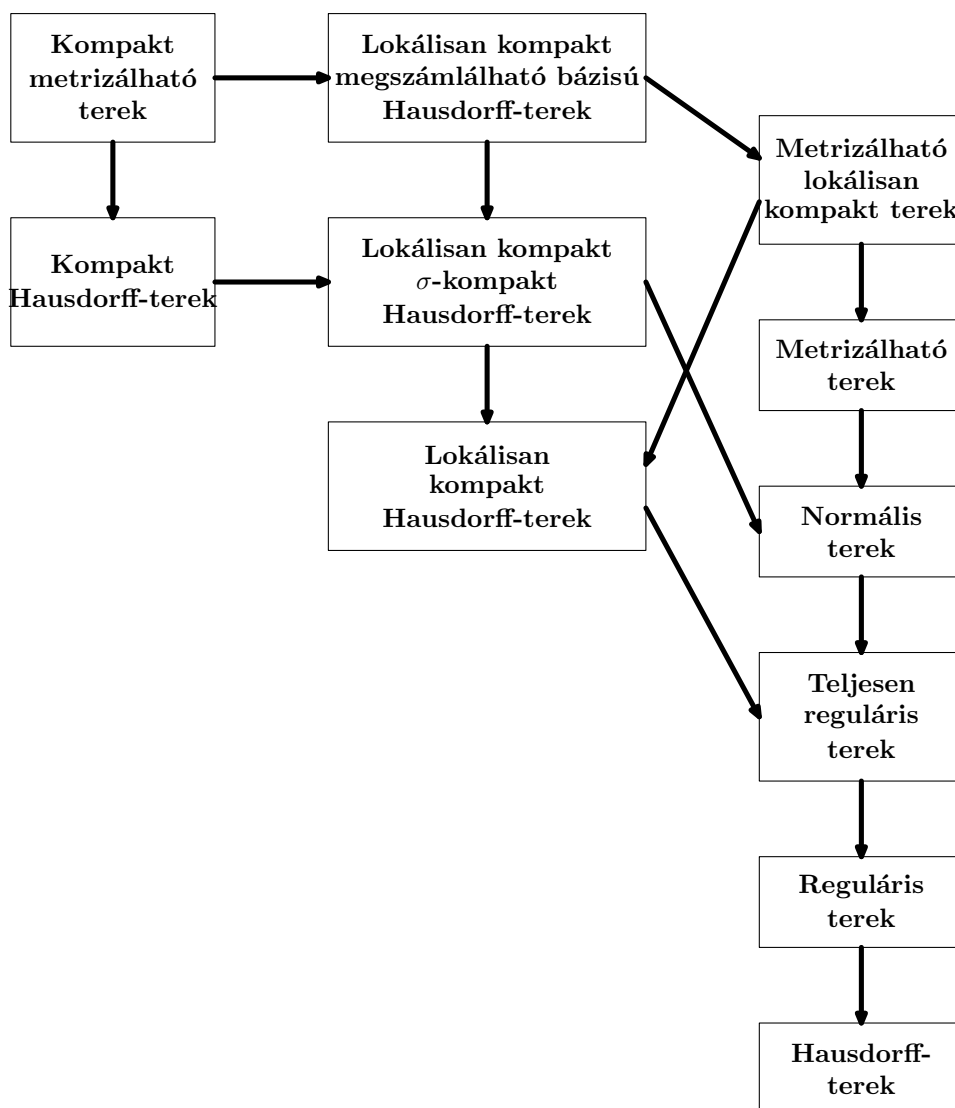 Kompakt
metrizálható
terek
Lokálisan kompakt
megszámlálható bázisú
Hausdorff-terek
Metrizálható
lokálisan
kompakt terek
Kompakt
Hausdorff-terek
Lokálisan kompakt
σ-kompakt
Hausdorff-terek
Metrizálható
terek
Lokálisan
kompakt
Hausdorff-terek
Normális
terek
Teljesen
reguláris
terek
Reguláris
terek
Hausdorff-
terek